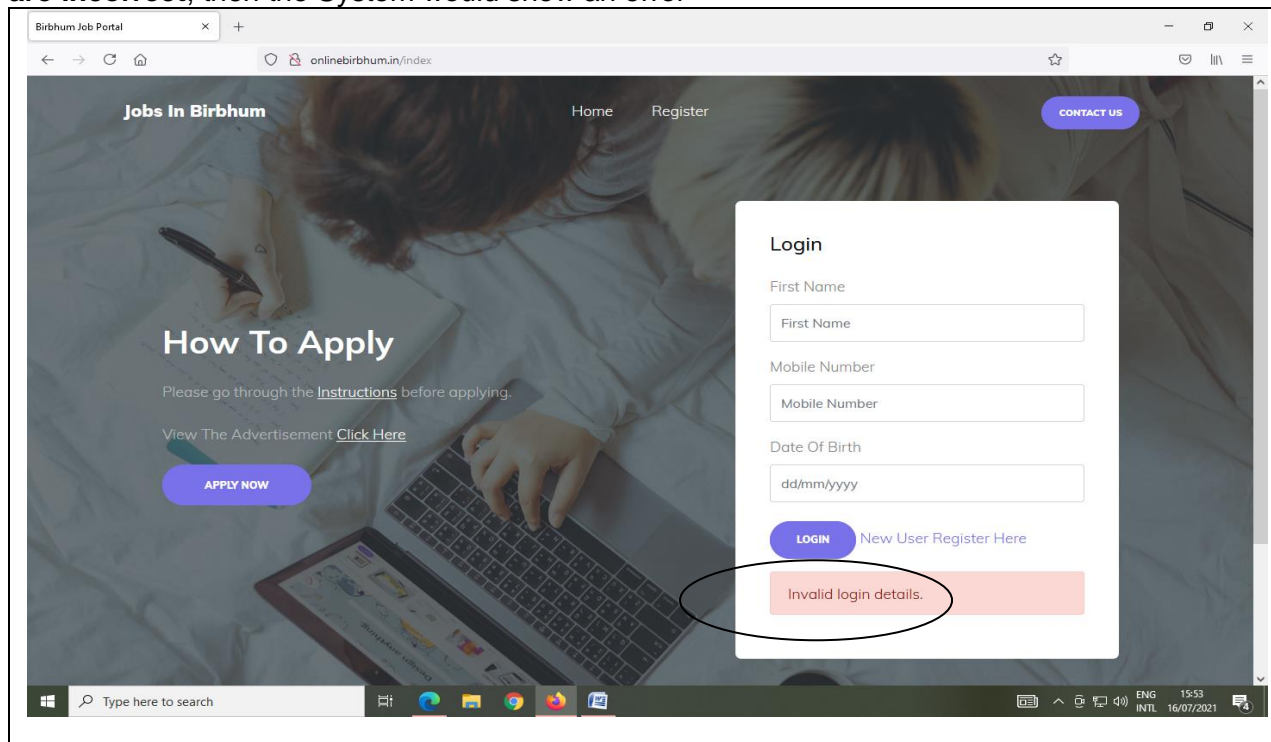 are incorrect, then the System would show an error
Birbhum Job Portal
onlinebirbhum.in/index
Jobs In Birbhum
Home
Register
CONTACT US
Login
First Name
First Name
Mobile Number
Mobile Number
Date Of Birth
dd/mm/yyyy
LOGIN
New User Register Here
Invalid login details.
How To Apply
Please go through the Instructions before applying.
View The Advertisement Click Here
APPLY NOW
Type here to search
ENG
INTL
15:53
16/07/2021
4